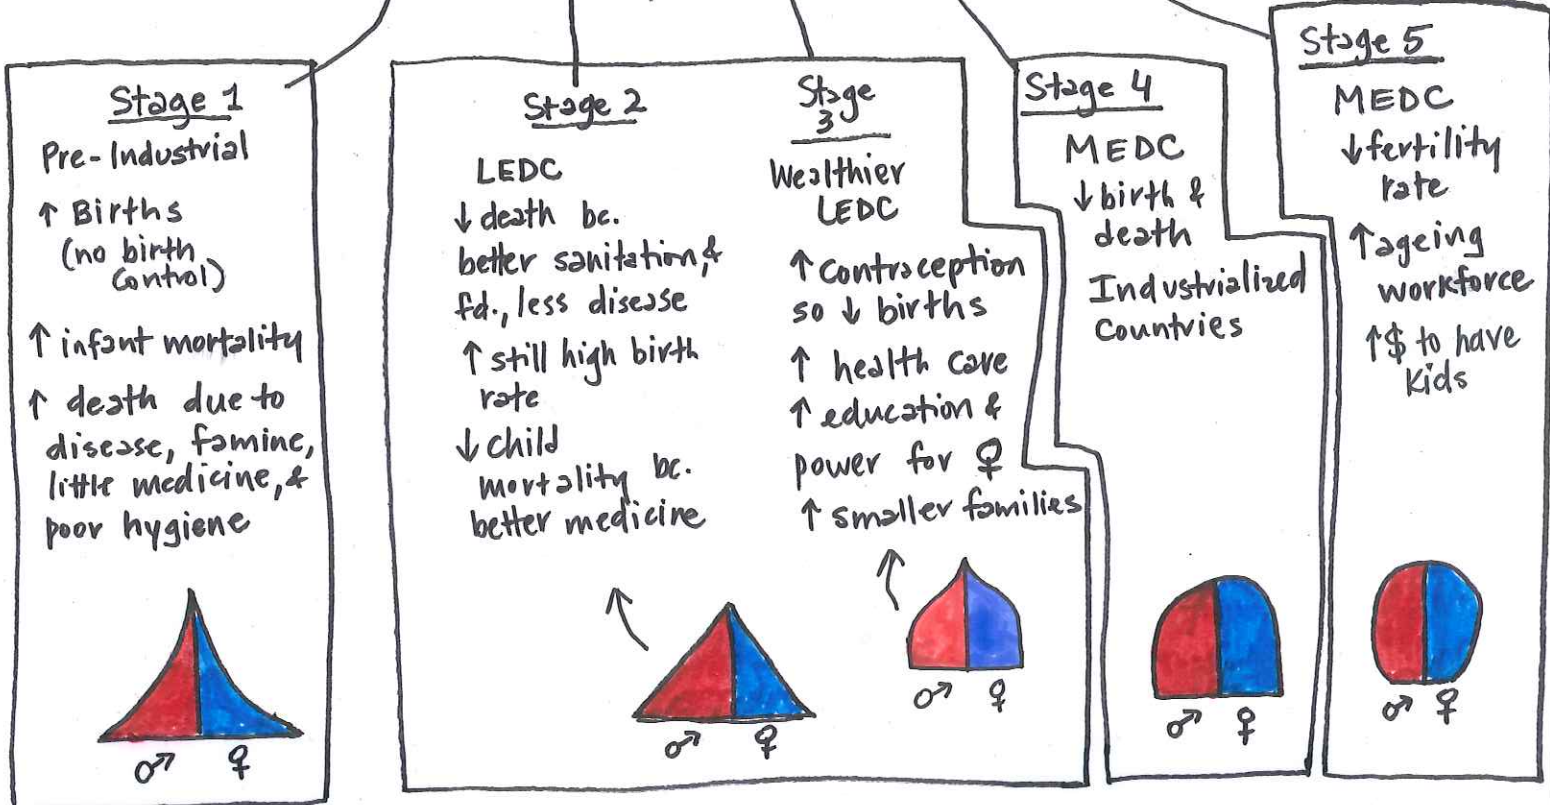 Stage 1
Pre-Industrial
↑ Births
(no birth
control)
↑ infant mortality
↑ death due to
disease, famine,
little medicine, &
poor hygiene
♂ ♀
Stage 2
LEDC
↓ death bc.
better sanitation, &
fd., less disease
↑ still high birth
rate
↓ child
mortality bc.
better medicine
♂ ♀
Stage
3
Wealthier
LEDC
↑ contraception
so ↓ births
↑ health care
↑ education &
power for ♀
↑ smaller families
♂ ♀
Stage 4
MEDC
↓ birth &
death
Industrialized
Countries
♂ ♀
Stage 5
MEDC
↓ fertility
rate
↑ ageing
workforce
↑$ to have
kids
♂ ♀